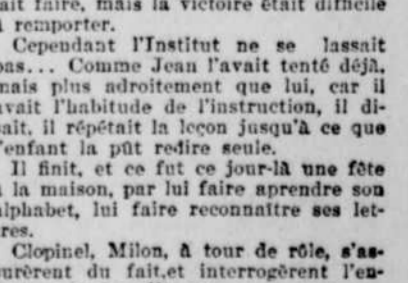 ait faire, mais la victoire était difficile
à remporter.
Cependant l'Institut ne se lassait
pas... Comme Jean l'avait tenté déjà,
mais plus adroitement que lui, car il
avait l'habitude de l'instruction, il di-
sait, il répétait la leçon jusqu'à ce que
l'enfant la pût redire seule.
Il finit, et ce fut ce jour-là une fête
à la maison, par lui faire aprendre son
alphabet, lui faire reconnaître ses let-
tres.
Clopinel, Milon, à tour de rôle, s'as-
surèrent du fait,et interrogèrent l'en-